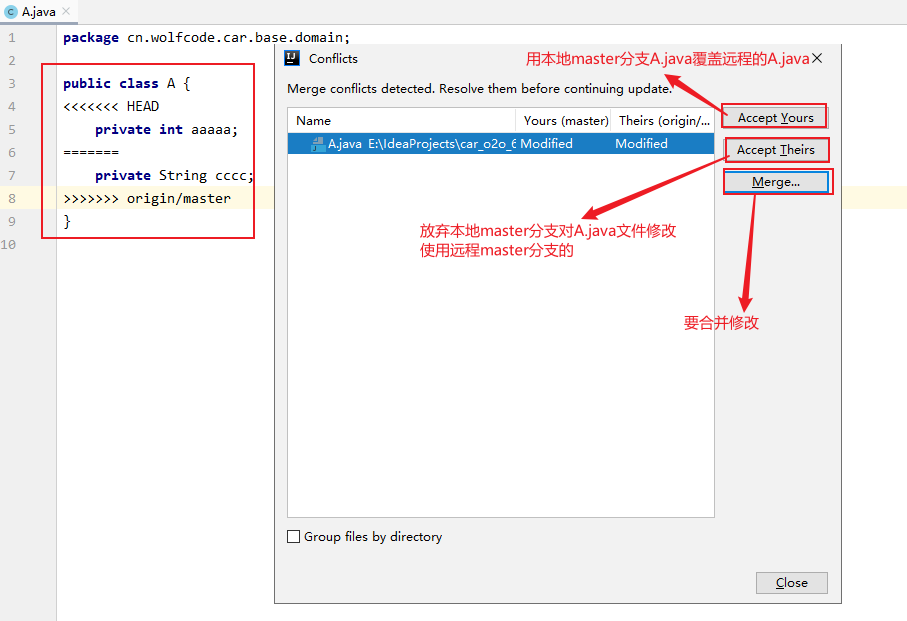 A.java
1 package cn.wolfcode.car.base.domain;
2
3 public class A {
4 <<<<<<< HEAD
5 private int aaaaa;
6 =======
7 private String cccc;
8 >>>>>>> origin/master
9 }
10
Conflicts
用本地master分支A.java覆盖远程的A.java
Merge conflicts detected. Resolve them before continuing update.
Name Yours (master) Theirs (origin/...
A.java E:\IdeaProjects\car_o2o_6 Modified Modified
Accept Yours
Accept Theirs
Merge...
放弃本地master分支对A.java文件修改
使用远程master分支的
要合并修改
Group files by directory
Close